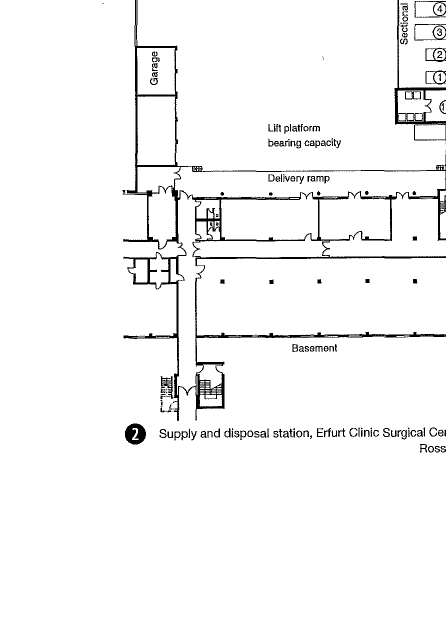 Sectional
4
3
2
1
Garage
Lift platform
bearing capacity
Delivery ramp
Basement
2 Supply and disposal station, Erfurt Clinic Surgical Cen
Ross